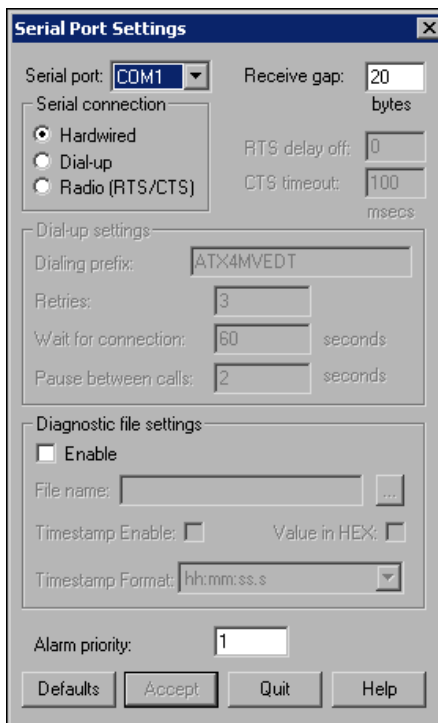 Serial Port Settings
Serial port: COM1 Receive gap: 20
bytes
Serial connection
Hardwired
Dial-up
Radio (RTS/CTS)
RTS delay off: 0
CTS timeout: 100
msecs
Dial-up settings
Dialing prefix: ATX4MVEDT
Retries: 3
Wait for connection: 60 seconds
Pause between calls: 2 seconds
Diagnostic file settings
Enable
File name: ...
Timestamp Enable: Value in HEX:
Timestamp Format: hh:mm:ss.s
Alarm priority: 1
Defaults Accept Quit Help